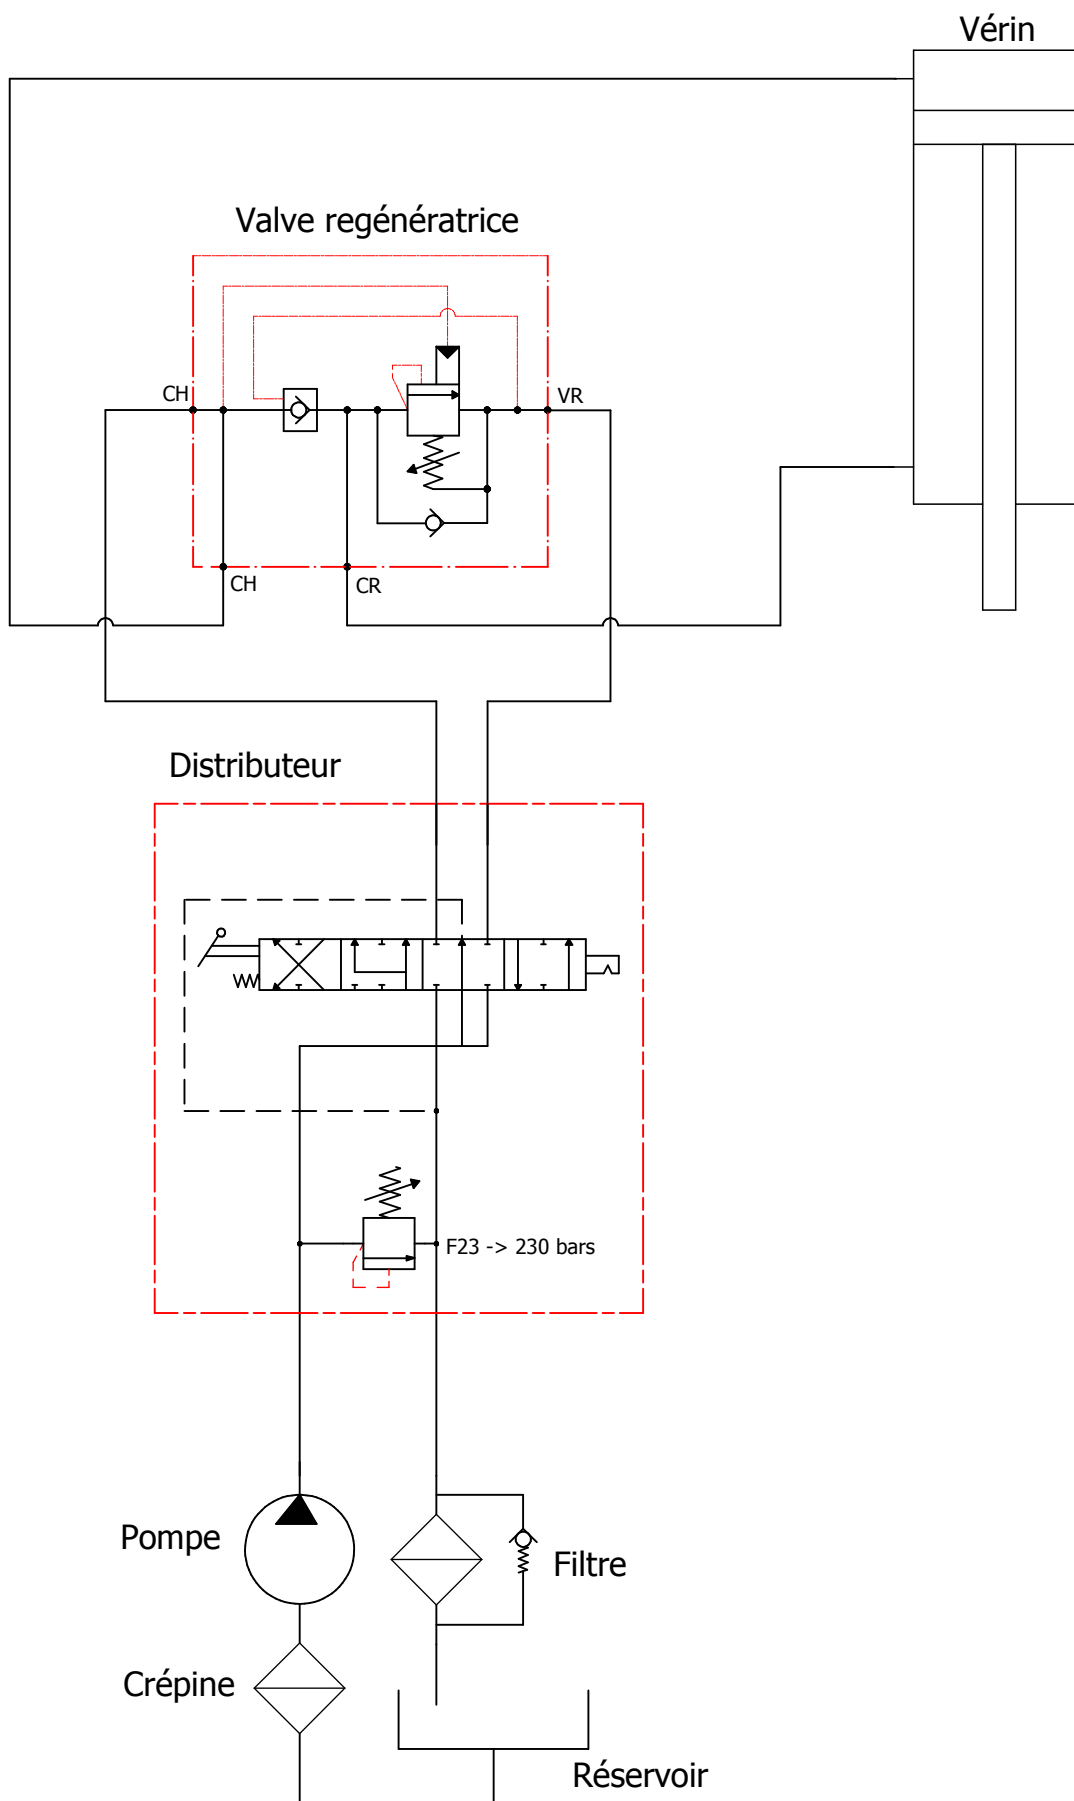 Vérin
Valve regénératrice
CH
VR
CH
CR
Distributeur
F23 -> 230 bars
Pompe
Filtre
Crépine
Réservoir